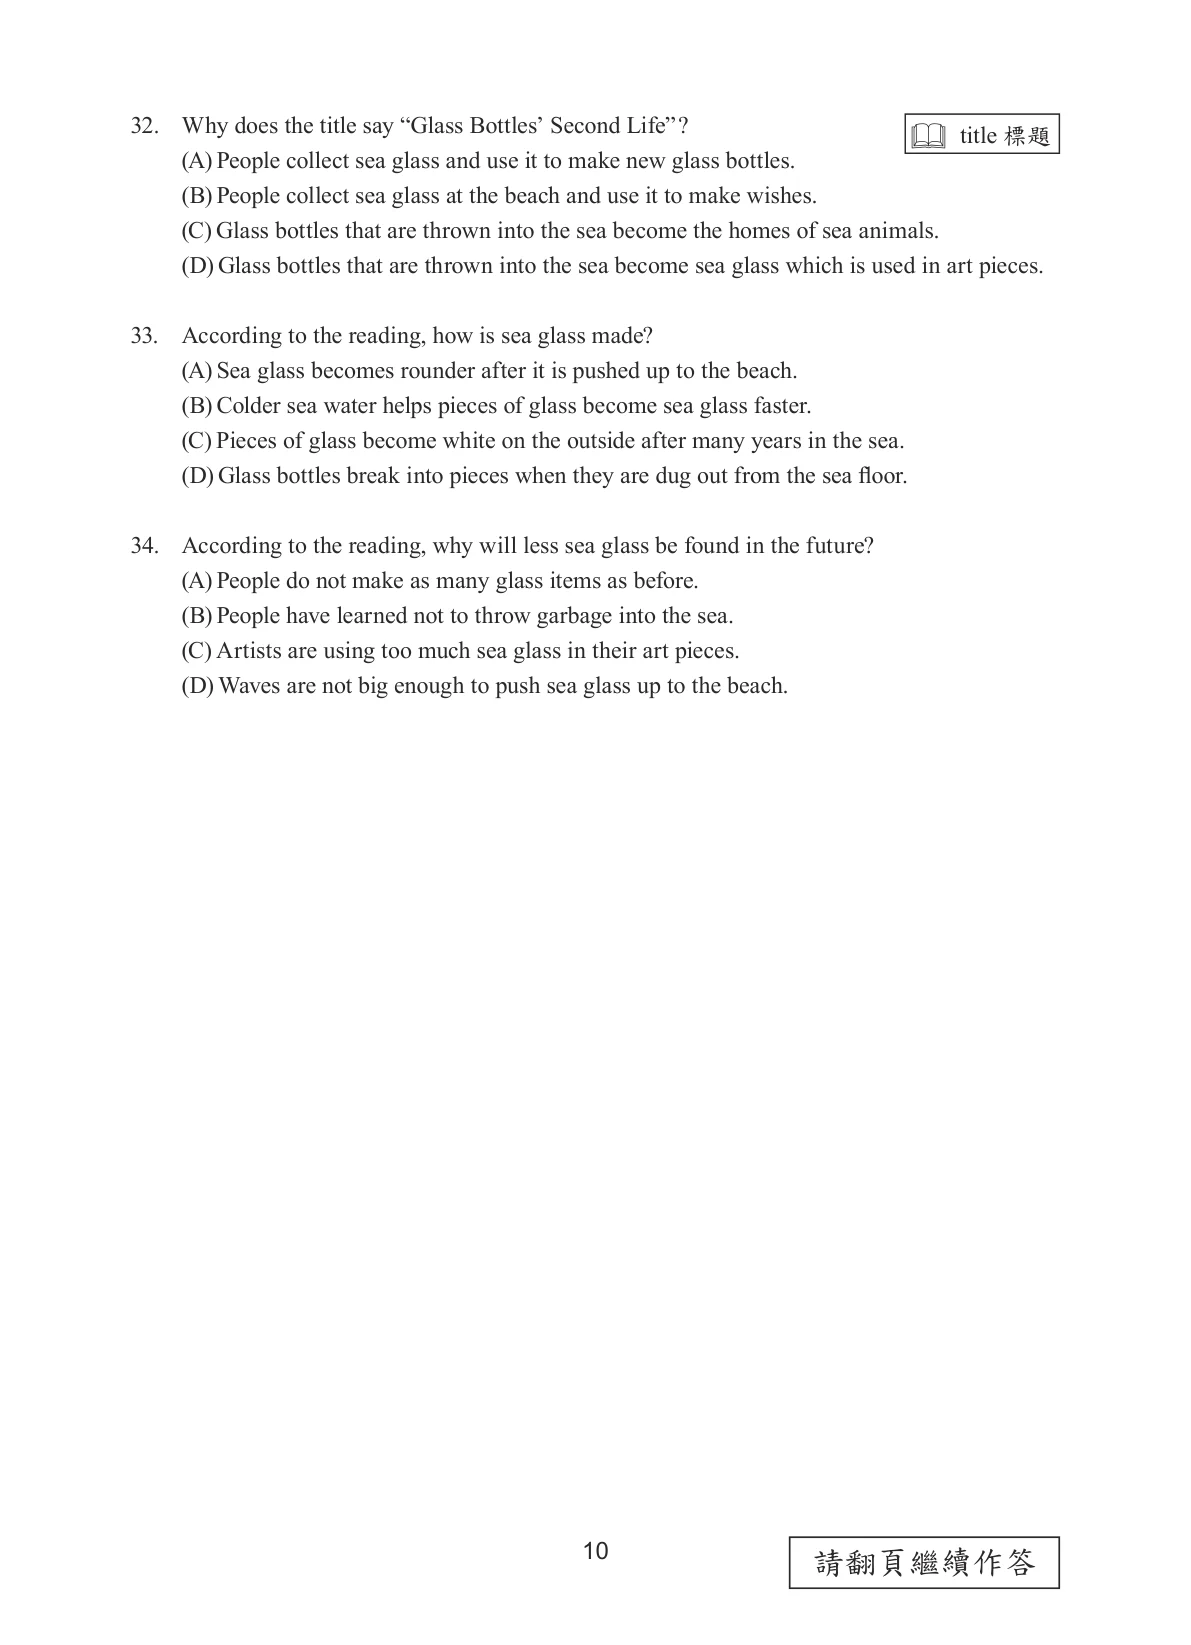 32. Why does the title say “Glass Bottles’ Second Life”?
title 標題
(A) People collect sea glass and use it to make new glass bottles.
(B) People collect sea glass at the beach and use it to make wishes.
(C) Glass bottles that are thrown into the sea become the homes of sea animals.
(D) Glass bottles that are thrown into the sea become sea glass which is used in art pieces.
33. According to the reading, how is sea glass made?
(A) Sea glass becomes rounder after it is pushed up to the beach.
(B) Colder sea water helps pieces of glass become sea glass faster.
(C) Pieces of glass become white on the outside after many years in the sea.
(D) Glass bottles break into pieces when they are dug out from the sea floor.
34. According to the reading, why will less sea glass be found in the future?
(A) People do not make as many glass items as before.
(B) People have learned not to throw garbage into the sea.
(C) Artists are using too much sea glass in their art pieces.
(D) Waves are not big enough to push sea glass up to the beach.
10
請翻頁繼續作答